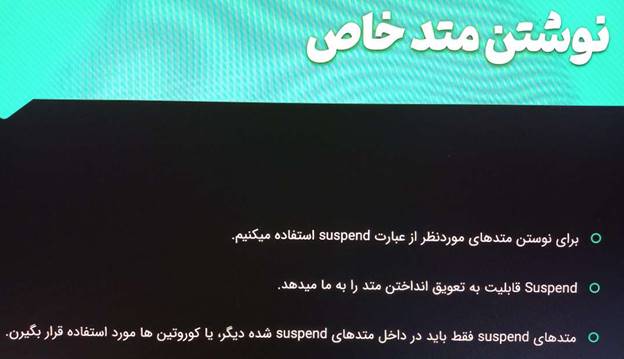 نوشتن متد خاص
برای نوستن متدهای موردنظر از عبارت suspend استفاده میکنیم.
Suspend قابلیت به تعویق انداختن متد را به ما میدهد.
متدهای suspend فقط باید در داخل متدهای suspend شده دیگر، یا کوروتین ها مورد استفاده قرار بگیرن.